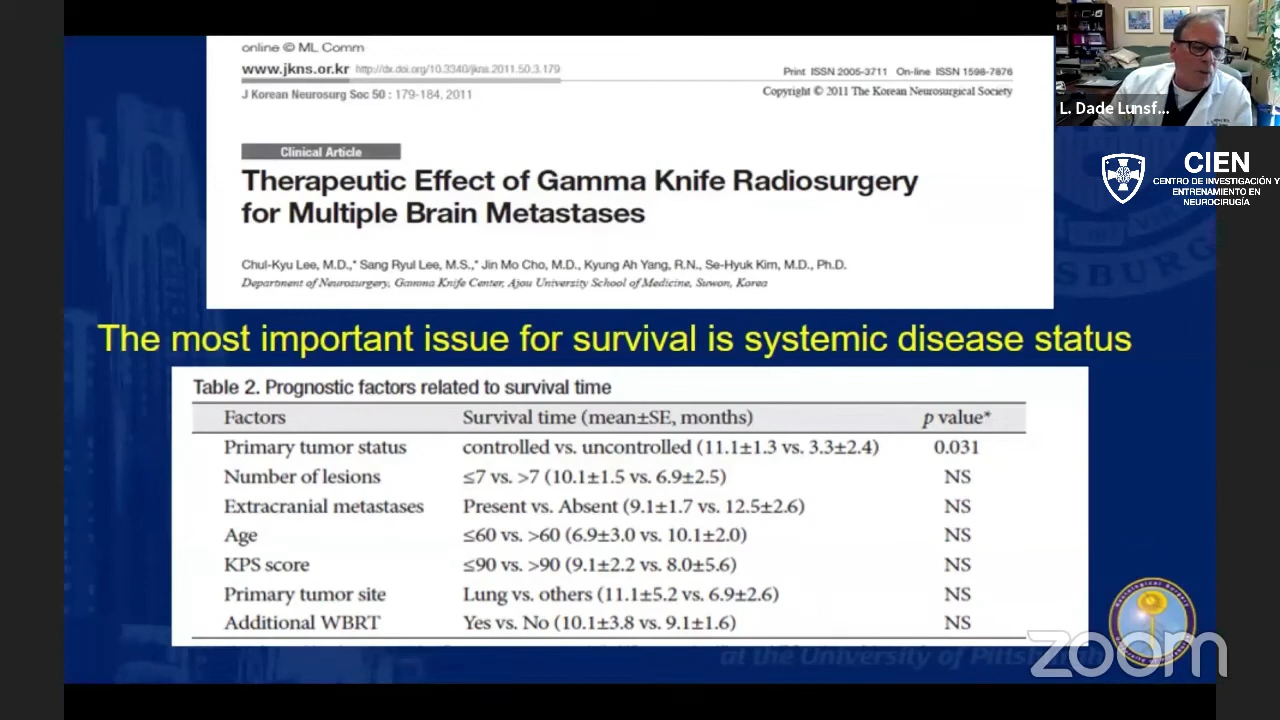 online © ML Comm
www.jkns.or.kr http://dx.doi.org/10.3340/jkns.2011.50.3.179
Print ISSN 2005-3711 On-line ISSN 1598-7876
J Korean Neurosurg Soc 50 : 179-184, 2011
Copyright © 2011 The Korean Neurosurgical Society
Clinical Article
Therapeutic Effect of Gamma Knife Radiosurgery
for Multiple Brain Metastases
Chul-Kyu Lee, M.D.,* Sang Ryul Lee, M.S.,* Jin Mo Cho, M.D., Kyung Ah Yang, R.N., Se-Hyuk Kim, M.D., Ph.D.
Department of Neurosurgery, Gamma Knife Center, Ajou University School of Medicine, Suwon, Korea
L. Dade Lunsf...
CIEN
CENTRO DE INVESTIGACIÓN Y
ENTRENAMIENTO EN
NEUROCIRUGÍA
SBURG
The most important issue for survival is systemic disease status
Table 2. Prognostic factors related to survival time
Factors Survival time (mean±SE, months) p value*
Primary tumor status controlled vs. uncontrolled (11.1±1.3 vs. 3.3±2.4) 0.031
Number of lesions ≤7 vs. >7 (10.1±1.5 vs. 6.9±2.5) NS
Extracranial metastases Present vs. Absent (9.1±1.7 vs. 12.5±2.6) NS
Age ≤60 vs. >60 (6.9±3.0 vs. 10.1±2.0) NS
KPS score ≤90 vs. >90 (9.1±2.2 vs. 8.0±5.6) NS
Primary tumor site Lung vs. others (11.1±5.2 vs. 6.9±2.6) NS
Additional WBRT Yes vs. No (10.1±3.8 vs. 9.1±1.6) NS
at the University of
zoom